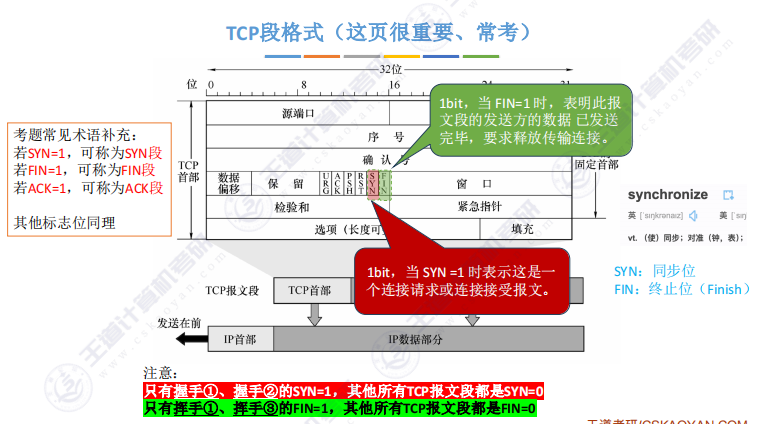 TCP段格式（这页很重要、常考）
32位
位 0 8 16 24 31
源端口
序 号
确 认 号
TCP
首部
固定首部
数据
偏移
保 留
URG
ACK
PSH
RST
SYN
FIN
窗 口
检验和
紧急指针
选项（长度可
填充
1bit，当 FIN=1 时，表明此报
文段的发送方的数据 已发送
完毕，要求释放传输连接。
考题常见术语补充：
若SYN=1，可称为SYN段
若FIN=1，可称为FIN段
若ACK=1，可称为ACK段
其他标志位同理
synchronize
英 [ˈsɪŋkrənaɪz] 美 [ˈsɪŋ
vt. （使）同步；对准（钟，表）；
SYN：同步位
FIN：终止位（Finish）
1bit，当 SYN =1 时表示这是一
个连接请求或连接接受报文。
TCP报文段
TCP首部
发送在前
IP首部
IP数据部分
注意：
只有握手①、握手②的SYN=1，其他所有TCP报文段都是SYN=0
只有挥手①、挥手③的FIN=1，其他所有TCP报文段都是FIN=0
王道考研/CSKAOYAN.COM
王道计算机考研
www.cskaoyan.com